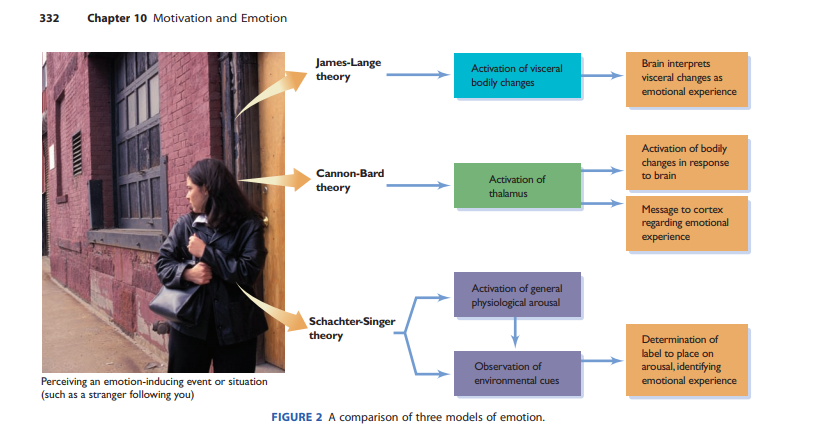 332 Chapter 10 Motivation and Emotion
James-Lange
theory
Activation of visceral
bodily changes
Brain interprets
visceral changes as
emotional experience
Cannon-Bard
theory
Activation of
thalamus
Activation of bodily
changes in response
to brain
Message to cortex
regarding emotional
experience
Schachter-Singer
theory
Activation of general
physiological arousal
Observation of
environmental cues
Determination of
label to place on
arousal, identifying
emotional experience
Perceiving an emotion-inducing event or situation
(such as a stranger following you)
FIGURE 2 A comparison of three models of emotion.